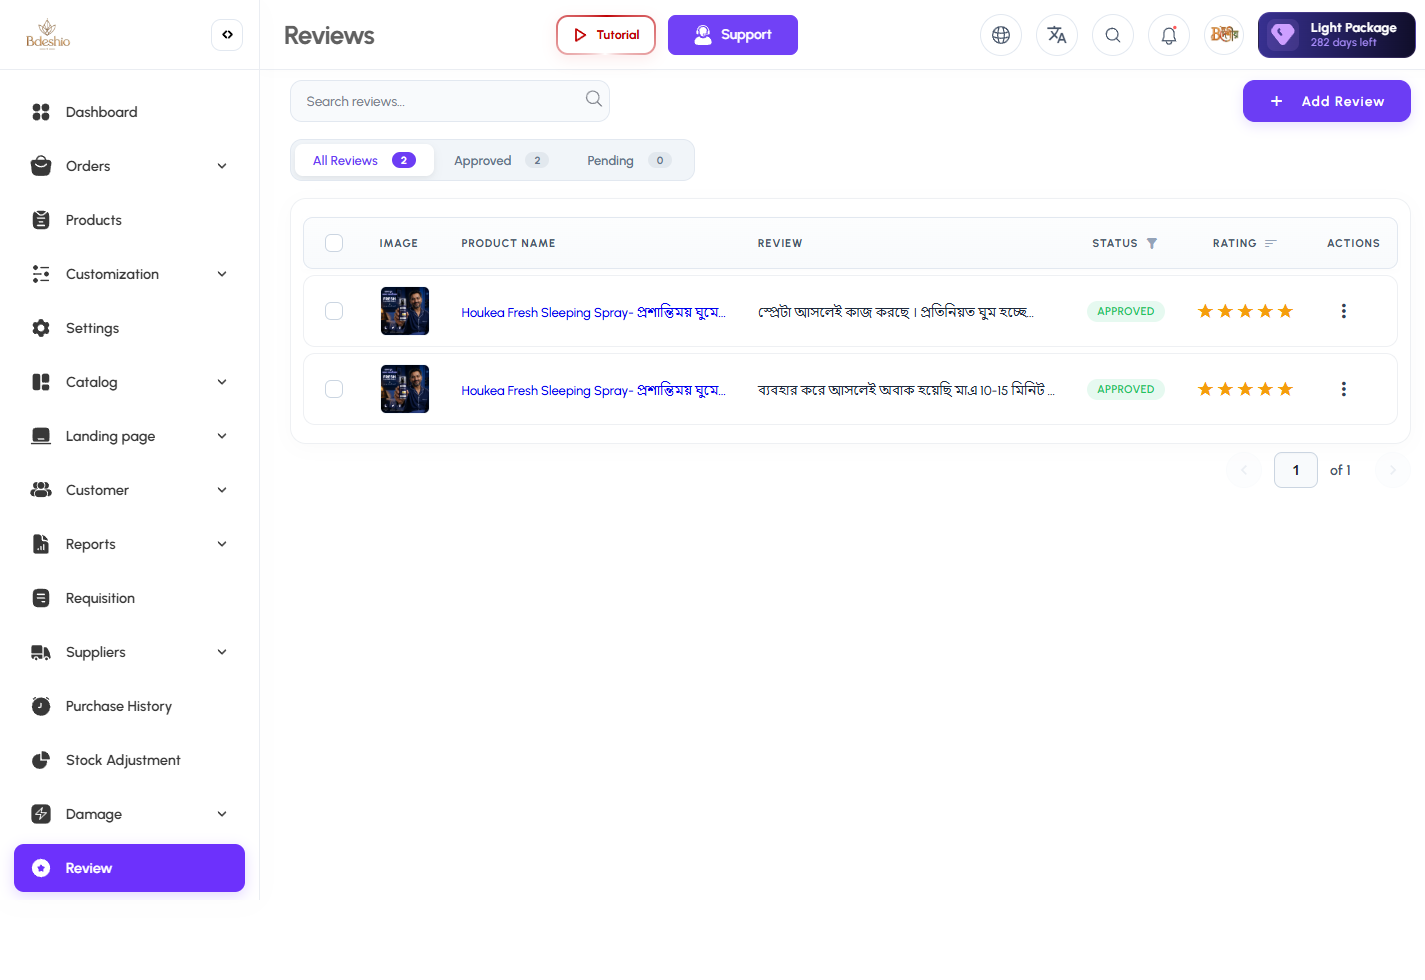 Bdeshio
Reviews
Tutorial
Support
Light Package
282 days left
Dashboard
Orders
Products
Customization
Settings
Catalog
Landing page
Customer
Reports
Requisition
Suppliers
Purchase History
Stock Adjustment
Damage
Review
Search reviews...
+ Add Review
All Reviews 2
Approved 2
Pending 0
IMAGE PRODUCT NAME REVIEW STATUS RATING ACTIONS
Houkea Fresh Sleeping Spray- প্রশান্তিময় ঘুমে... স্প্রেটা আসলেই কাজ করছে । প্রতিনিয়ত ঘুম হচ্ছে... APPROVED
Houkea Fresh Sleeping Spray- প্রশান্তিময় ঘুমে... ব্যবহার করে আসলেই অবাক হয়েছি মাএ 10-15 মিনিট ... APPROVED
1 of 1